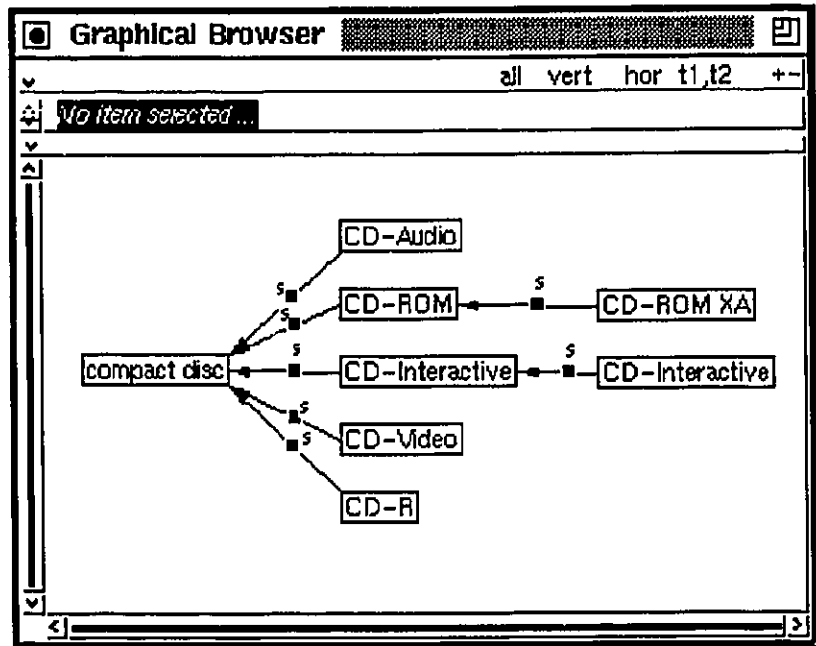 Graphical Browser
all vert hor t1,t2 +-
No item selected ...
CD-Audio
s
s
s
CD-ROM
CD-ROM XA
s
s
compact disc
CD-Interactive
CD-Interactive
s
CD-Video
s
CD-R